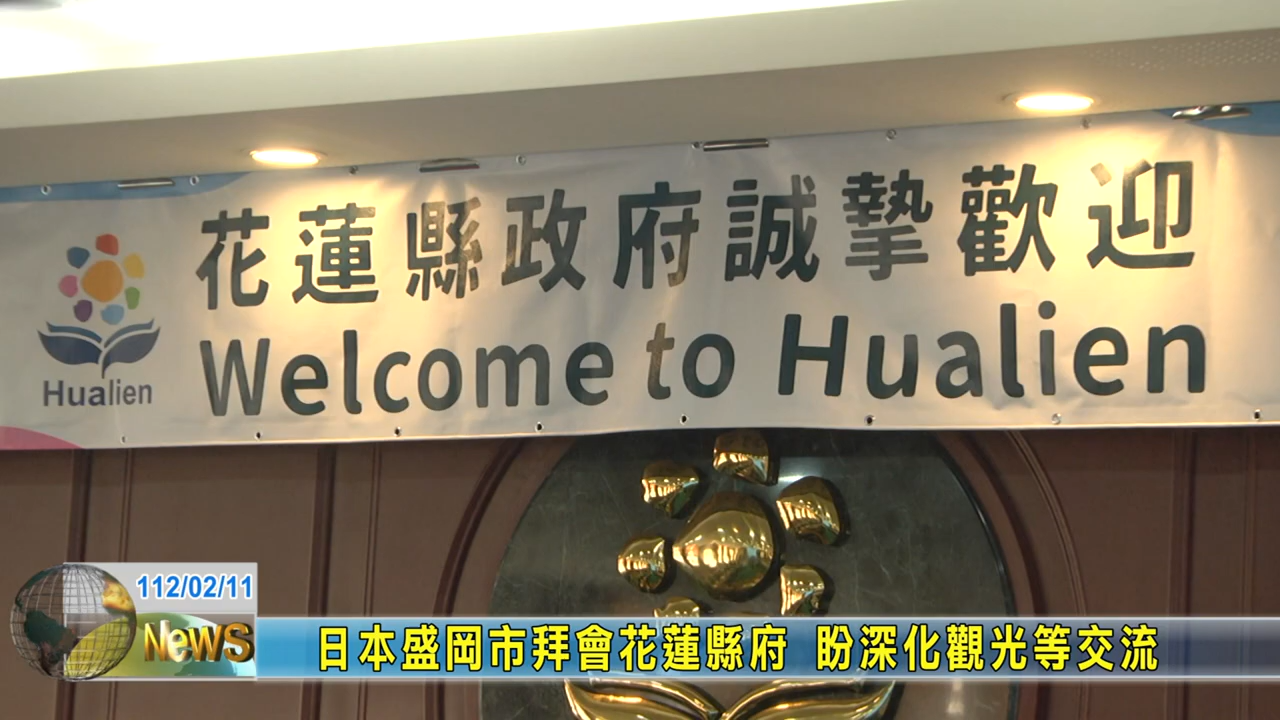 花蓮縣政府誠摯歡迎
Welcome to Hualien
Hualien
112/02/11
News
日本盛岡市拜會花蓮縣府 盼深化觀光等交流